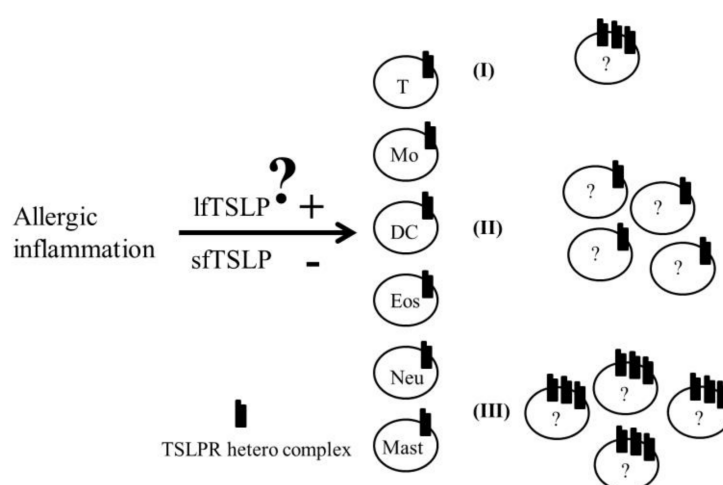 ?
T
(I)
?
Mo
?
lfTSLP +
?
?
Allergic
inflammation
DC
(II)
sfTSLP -
?
?
Eos
Neu
?
?
?
(III)
TSLPR hetero complex
Mast
?